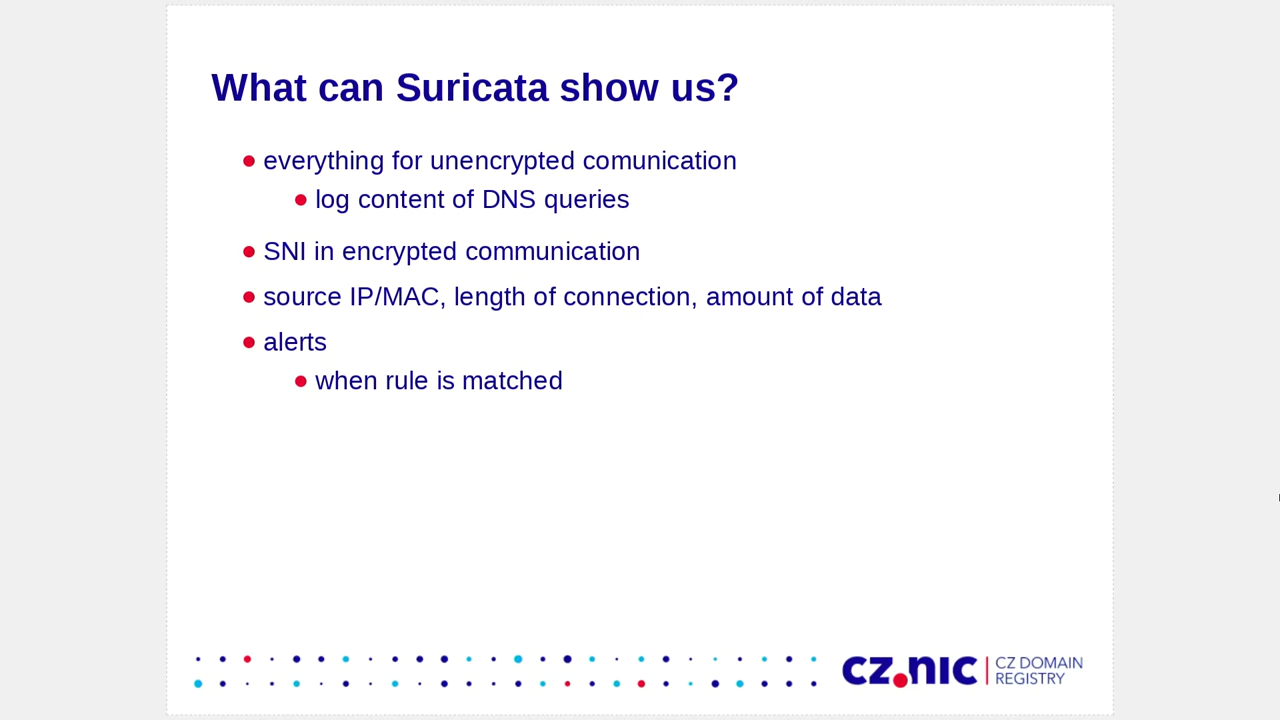 What can Suricata show us?
everything for unencrypted comunication
log content of DNS queries
SNI in encrypted communication
source IP/MAC, length of connection, amount of data
alerts
when rule is matched
cz.nic
CZ DOMAIN
REGISTRY